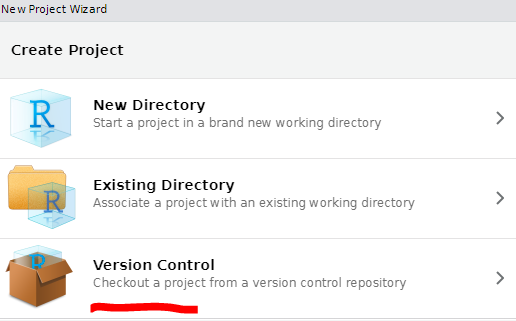 New Project Wizard
Create Project
R
New Directory
Start a project in a brand new working directory
R
Existing Directory
Associate a project with an existing working directory
R
Version Control
Checkout a project from a version control repository